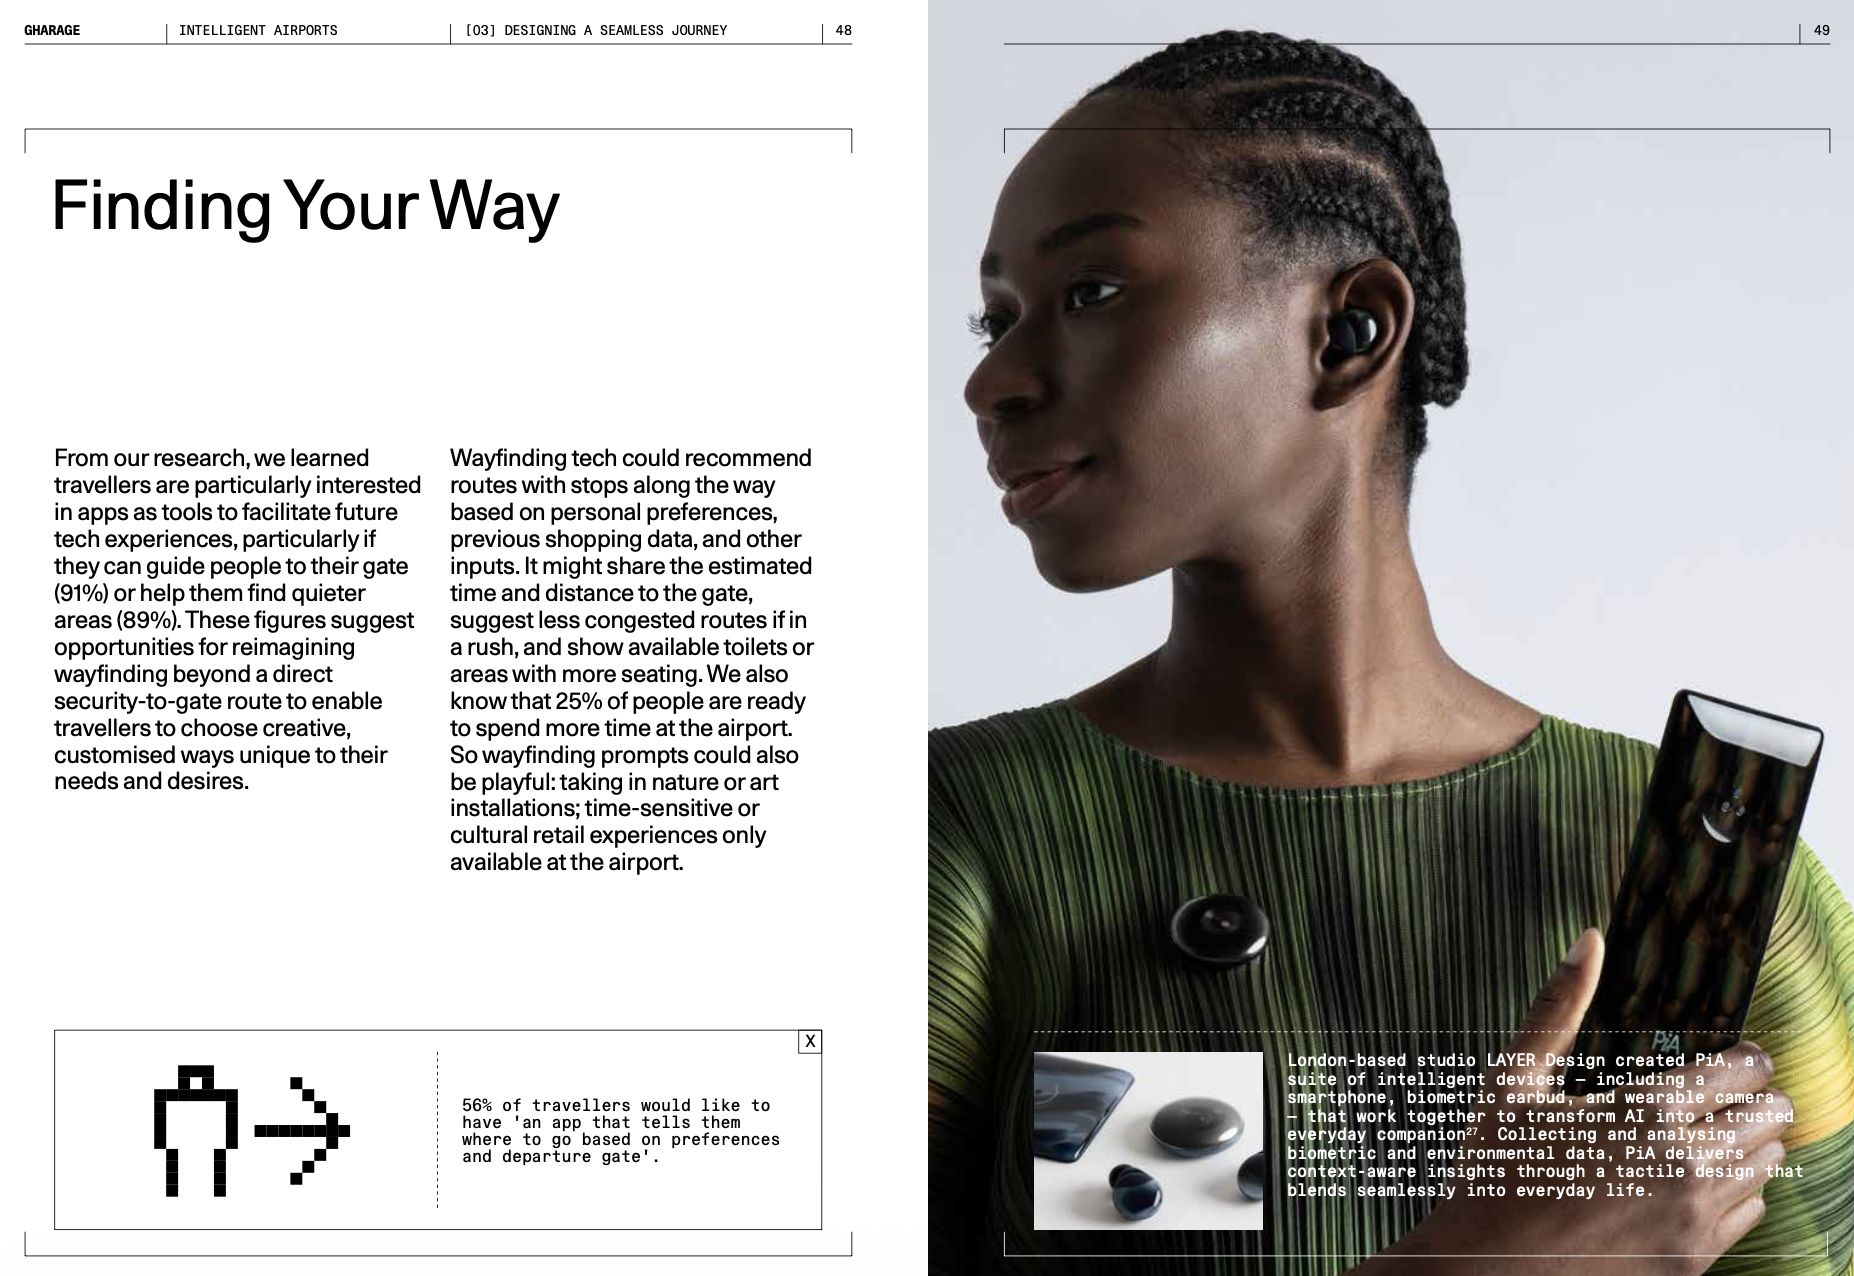 GHARAGE
INTELLIGENT AIRPORTS
[03] DESIGNING A SEAMLESS JOURNEY
48
Finding Your Way
From our research, we learned
travellers are particularly interested
in apps as tools to facilitate future
tech experiences, particularly if
they can guide people to their gate
(91%) or help them find quieter
areas (89%). These figures suggest
opportunities for reimagining
wayfinding beyond a direct
security-to-gate route to enable
travellers to choose creative,
customised ways unique to their
needs and desires.
Wayfinding tech could recommend
routes with stops along the way
based on personal preferences,
previous shopping data, and other
inputs. It might share the estimated
time and distance to the gate,
suggest less congested routes if in
a rush, and show available toilets or
areas with more seating. We also
know that 25% of people are ready
to spend more time at the airport.
So wayfinding prompts could also
be playful: taking in nature or art
installations; time-sensitive or
cultural retail experiences only
available at the airport.
X
56% of travellers would like to
have 'an app that tells them
where to go based on preferences
and departure gate'.
49
PiA
London-based studio LAYER Design created PiA, a
suite of intelligent devices — including a
smartphone, biometric earbud, and wearable camera
— that work together to transform AI into a trusted
everyday companion²⁷. Collecting and analysing
biometric and environmental data, PiA delivers
context-aware insights through a tactile design that
blends seamlessly into everyday life.